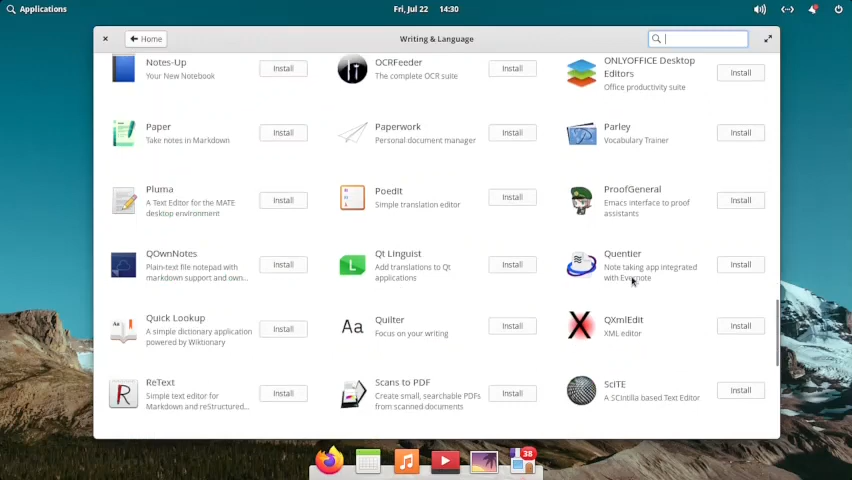 Applications
Fri, Jul 22 14:30
Home
Writing & Language
Notes-Up
Your New Notebook
Install
OCRFeeder
The complete OCR suite
Install
ONLYOFFICE Desktop
Editors
Office productivity suite
Install
Paper
Take notes in Markdown
Install
Paperwork
Personal document manager
Install
Parley
Vocabulary Trainer
Install
Pluma
A Text Editor for the MATE
desktop environment
Install
Poedit
Simple translation editor
Install
ProofGeneral
Emacs interface to proof
assistants
Install
QOwnNotes
Plain-text file notepad with
markdown support and own...
Install
Qt Linguist
Add translations to Qt
applications
Install
Quentier
Note taking app integrated
with Evernote
Install
Quick Lookup
A simple dictionary application
powered by Wiktionary
Install
Aa
Quilter
Focus on your writing
Install
QXmlEdit
XML editor
Install
ReText
Simple text editor for
Markdown and reStructured...
Install
Scans to PDF
Create small, searchable PDFs
from scanned documents
Install
SciTE
A SCIntilla based Text Editor
Install
38